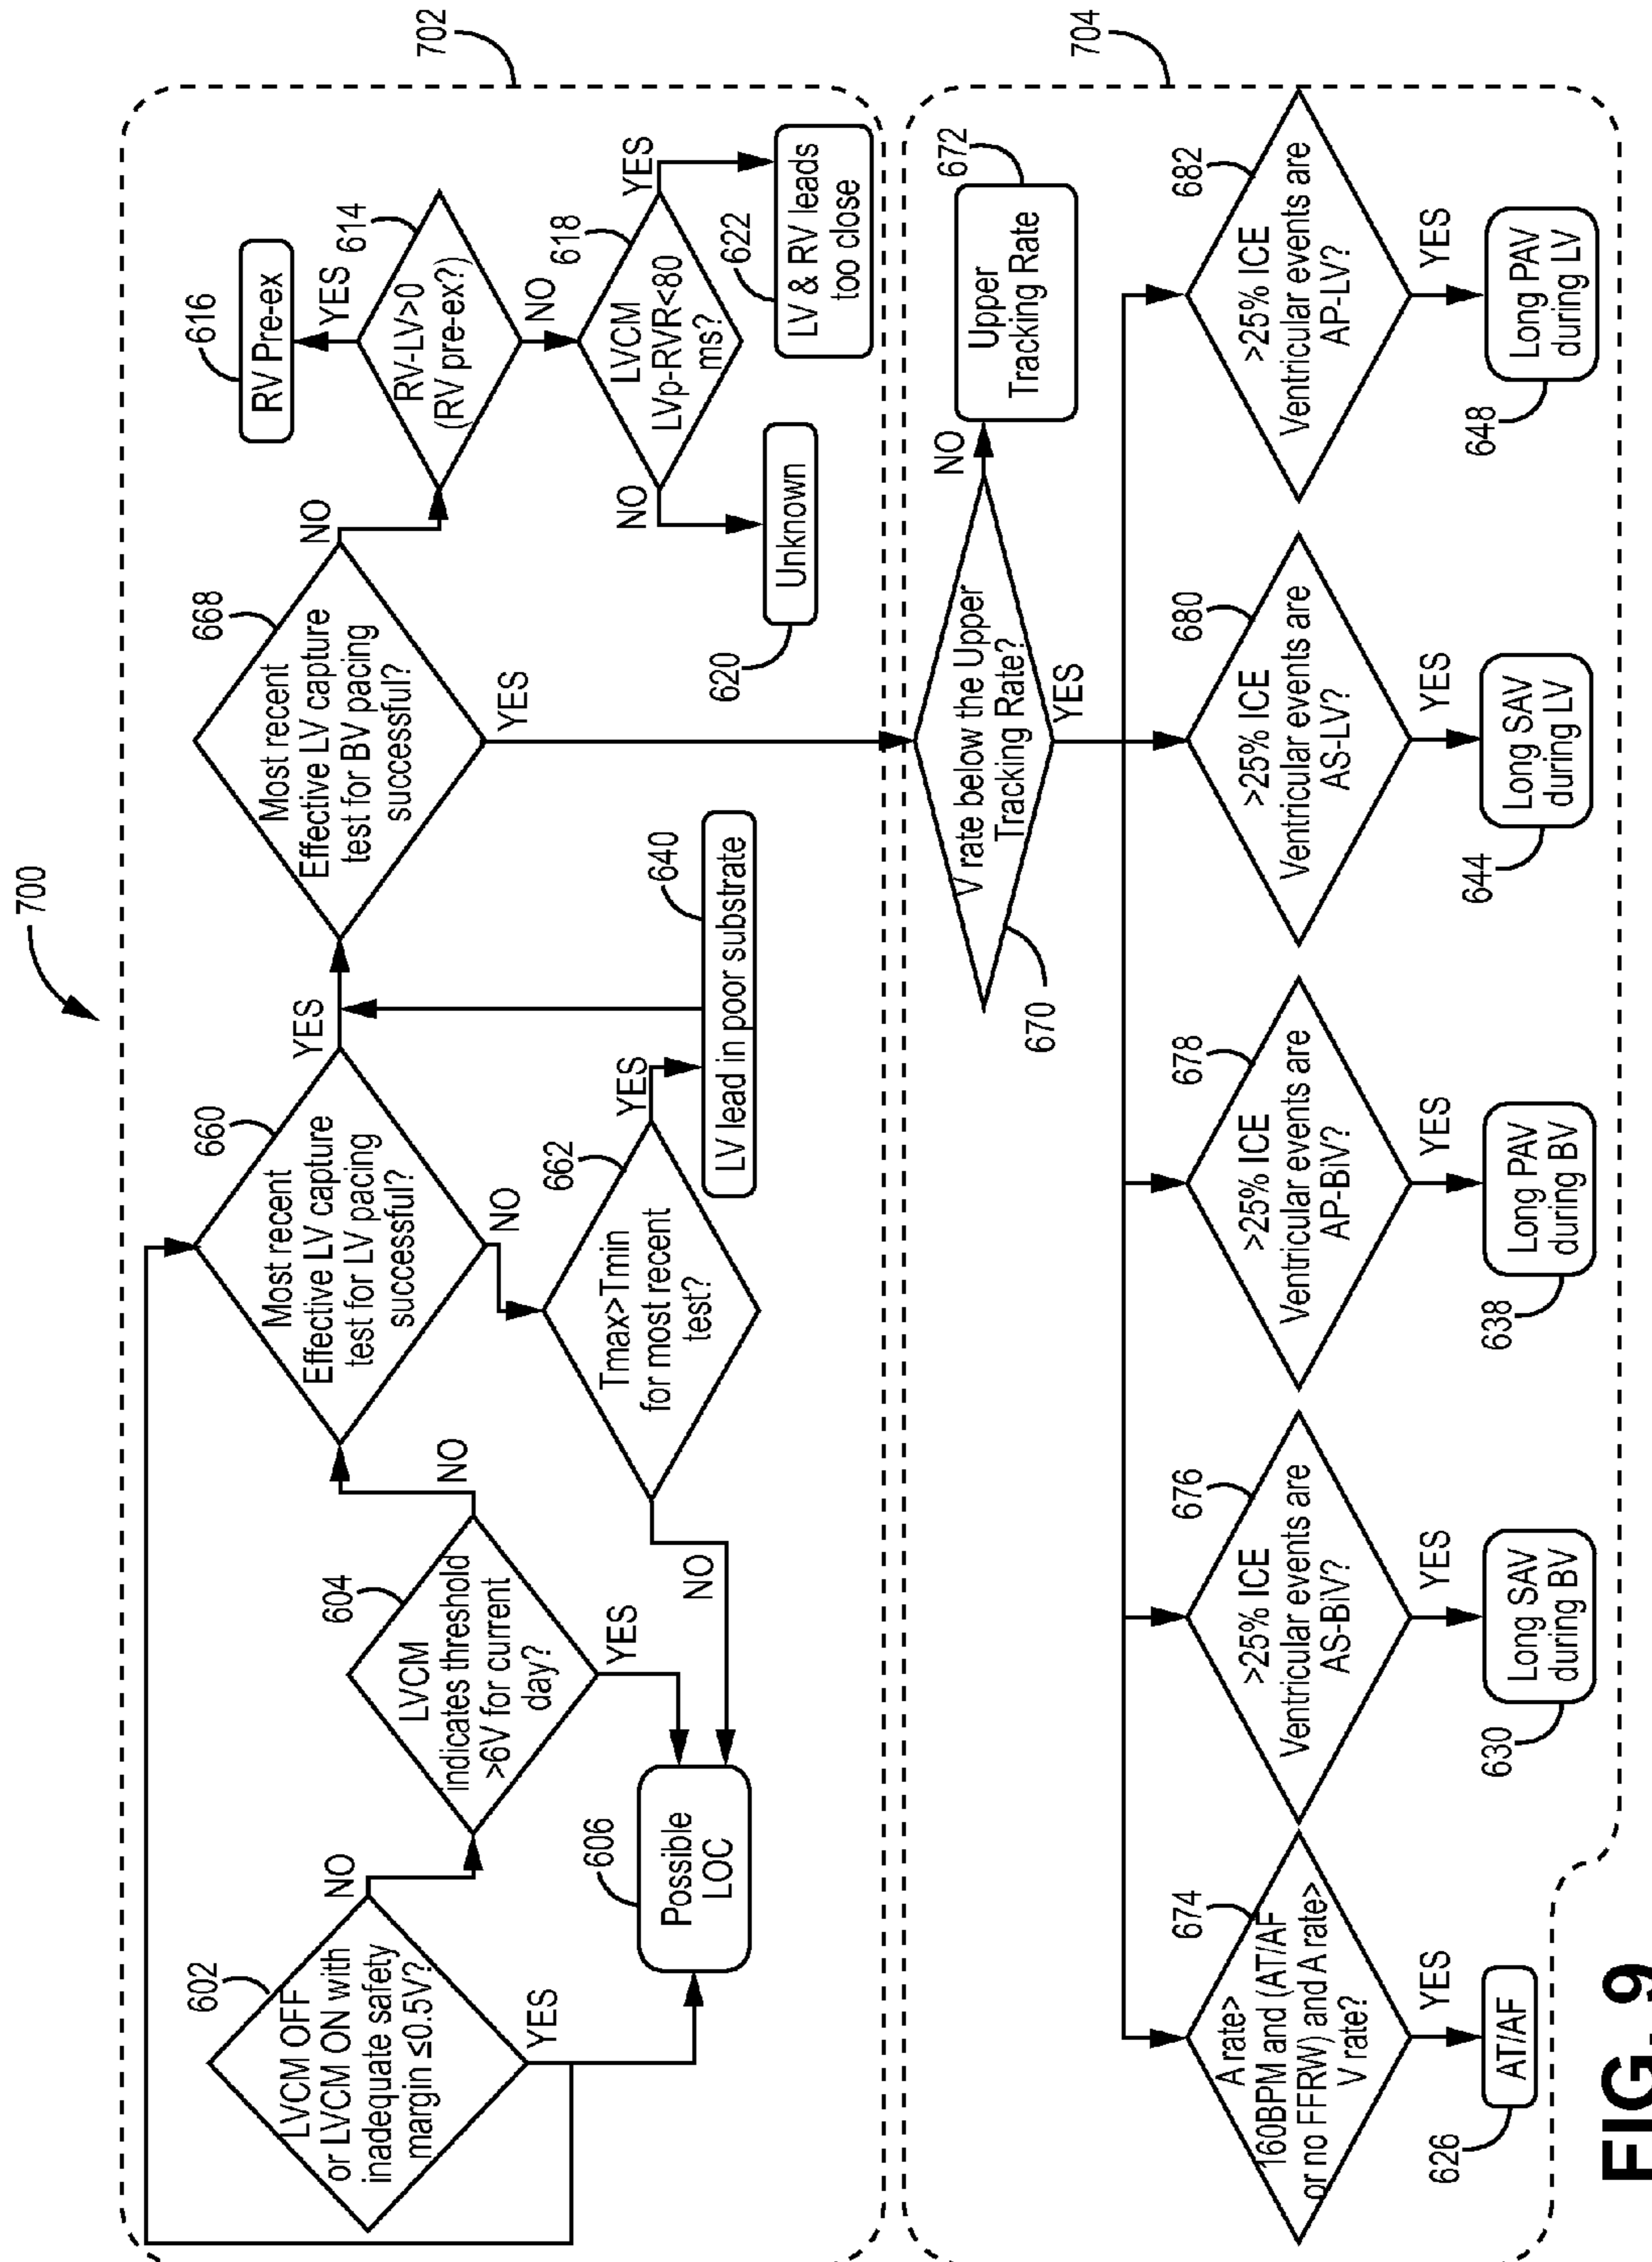 700
702
602
LVCM OFF
or LVCM ON with
inadequate safety
margin ≤0.5V?
NO
YES
604
LVCM
indicates threshold
>6V for current
day?
NO
YES
606
Possible
LOC
660
Most recent
Effective LV capture
test for LV pacing
successful?
YES
NO
662
Tmax>Tmin
for most recent
test?
YES
NO
640
LV lead in poor substrate
668
Most recent
Effective LV capture
test for BV pacing
successful?
NO
YES
616
RV Pre-ex
YES
614
RV-LV>0
(RV pre-ex?)
NO
618
LVCM
LVp-RVR<80
ms?
NO
YES
620
Unknown
622
LV & RV leads
too close
704
670
V rate below the Upper
Tracking Rate?
NO
YES
672
Upper
Tracking Rate
674
A rate>
160BPM and (AT/AF
or no FFRW) and A rate>
V rate?
YES
626
AT/AF
676
>25% ICE
Ventricular events are
AS-BiV?
YES
630
Long SAV
during BV
678
>25% ICE
Ventricular events are
AP-BiV?
YES
638
Long PAV
during BV
680
>25% ICE
Ventricular events are
AS-LV?
YES
644
Long SAV
during LV
682
>25% ICE
Ventricular events are
AP-LV?
YES
648
Long PAV
during LV
FIG. 9